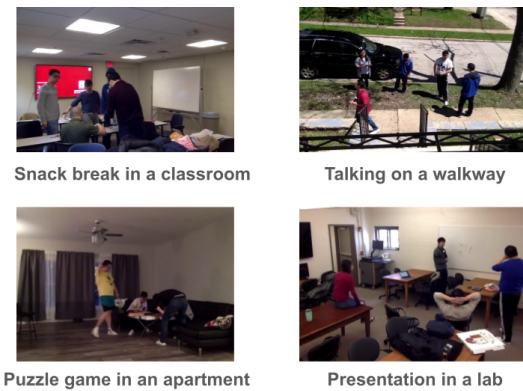 Snack break in a classroom
Talking on a walkway
Puzzle game in an apartment
Presentation in a lab